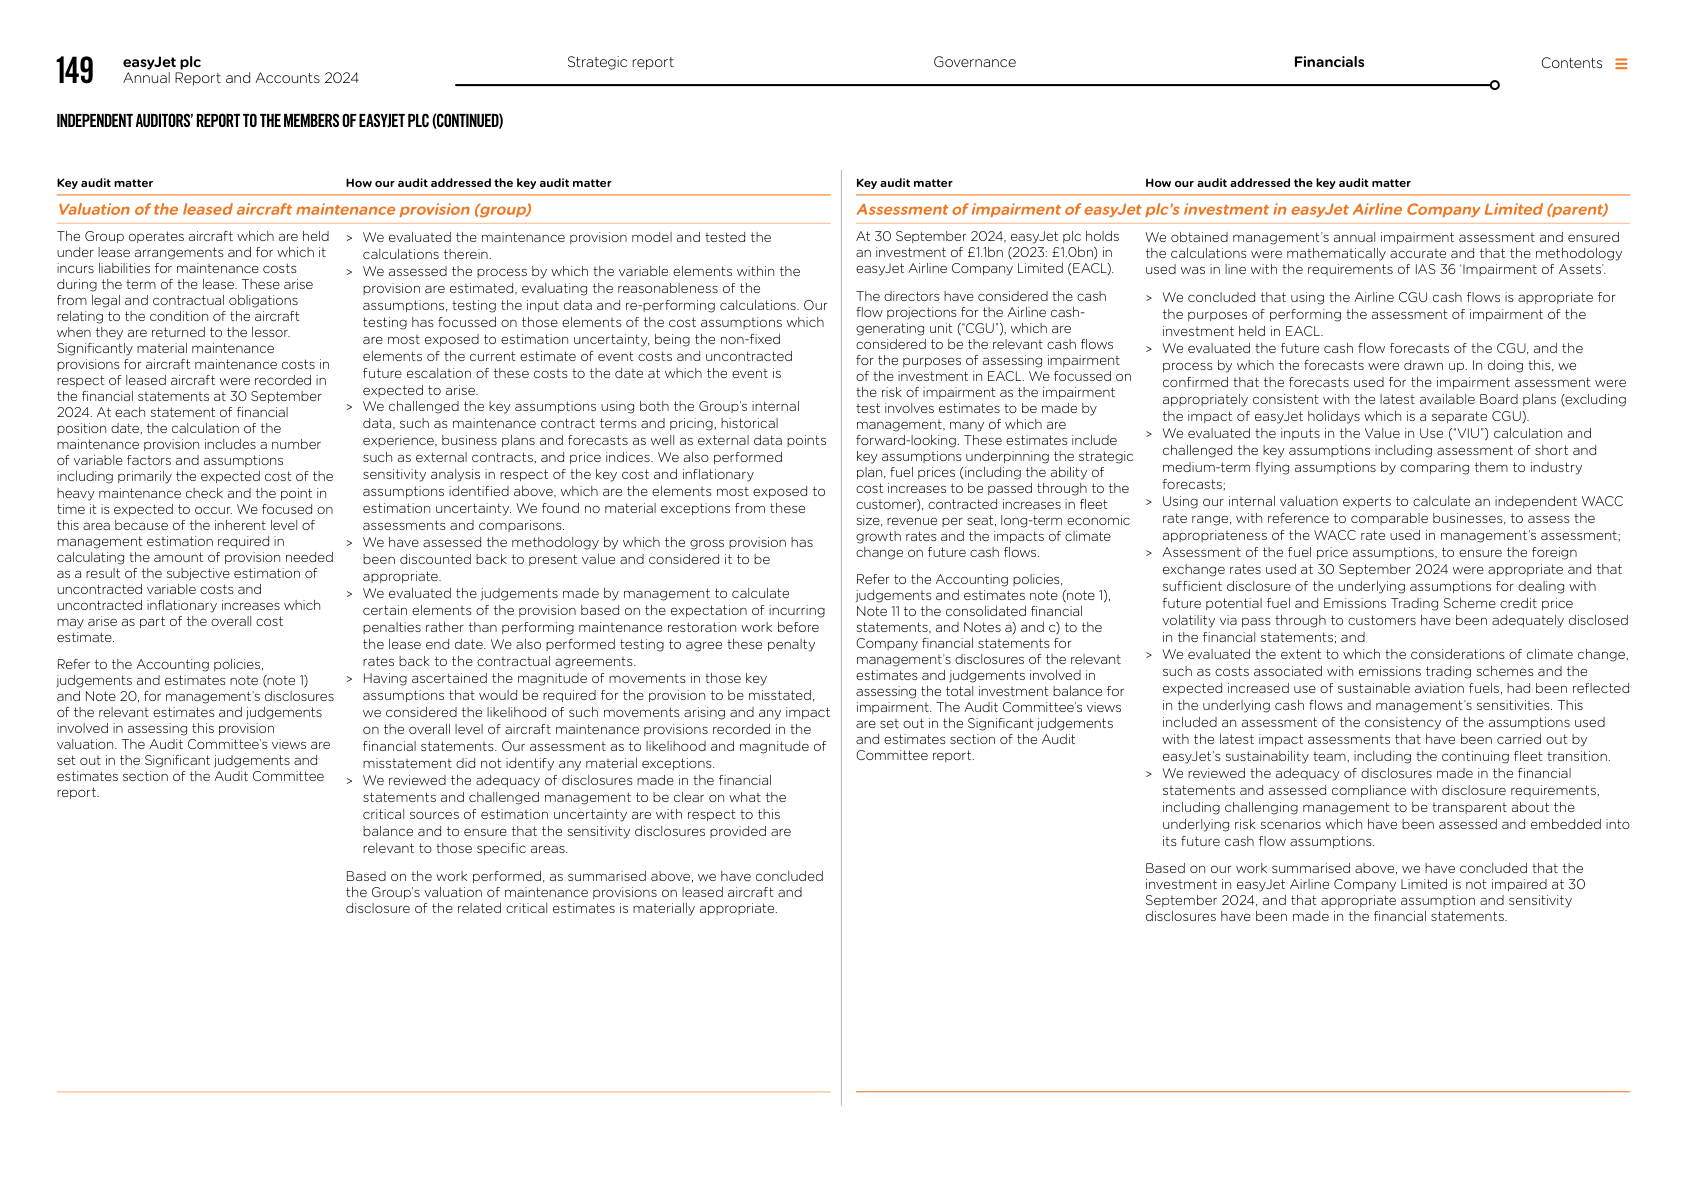 149
easyJet plc
Annual Report and Accounts 2024
Strategic report
Governance
Financials
Contents
INDEPENDENT AUDITORS' REPORT TO THE MEMBERS OF EASYJET PLC (CONTINUED)
Key audit matter
How our audit addressed the key audit matter
Valuation of the leased aircraft maintenance provision (group)
The Group operates aircraft which are held
under lease arrangements and for which it
incurs liabilities for maintenance costs
during the term of the lease. These arise
from legal and contractual obligations
relating to the condition of the aircraft
when they are returned to the lessor.
Significantly material maintenance
provisions for aircraft maintenance costs in
respect of leased aircraft were recorded in
the financial statements at 30 September
2024. At each statement of financial
position date, the calculation of the
maintenance provision includes a number
of variable factors and assumptions
including primarily the expected cost of the
heavy maintenance check and the point in
time it is expected to occur. We focused on
this area because of the inherent level of
management estimation required in
calculating the amount of provision needed
as a result of the subjective estimation of
uncontracted variable costs and
uncontracted inflationary increases which
may arise as part of the overall cost
estimate.
Refer to the Accounting policies,
judgements and estimates note (note 1)
and Note 20, for management's disclosures
of the relevant estimates and judgements
involved in assessing this provision
valuation. The Audit Committee's views are
set out in the Significant judgements and
estimates section of the Audit Committee
report.
> We evaluated the maintenance provision model and tested the
calculations therein.
> We assessed the process by which the variable elements within the
provision are estimated, evaluating the reasonableness of the
assumptions, testing the input data and re-performing calculations. Our
testing has focussed on those elements of the cost assumptions which
are most exposed to estimation uncertainty, being the non-fixed
elements of the current estimate of event costs and uncontracted
future escalation of these costs to the date at which the event is
expected to arise.
> We challenged the key assumptions using both the Group's internal
data, such as maintenance contract terms and pricing, historical
experience, business plans and forecasts as well as external data points
such as external contracts, and price indices. We also performed
sensitivity analysis in respect of the key cost and inflationary
assumptions identified above, which are the elements most exposed to
estimation uncertainty. We found no material exceptions from these
assessments and comparisons.
> We have assessed the methodology by which the gross provision has
been discounted back to present value and considered it to be
appropriate.
> We evaluated the judgements made by management to calculate
certain elements of the provision based on the expectation of incurring
penalties rather than performing maintenance restoration work before
the lease end date. We also performed testing to agree these penalty
rates back to the contractual agreements.
> Having ascertained the magnitude of movements in those key
assumptions that would be required for the provision to be misstated,
we considered the likelihood of such movements arising and any impact
on the overall level of aircraft maintenance provisions recorded in the
financial statements. Our assessment as to likelihood and magnitude of
misstatement did not identify any material exceptions.
> We reviewed the adequacy of disclosures made in the financial
statements and challenged management to be clear on what the
critical sources of estimation uncertainty are with respect to this
balance and to ensure that the sensitivity disclosures provided are
relevant to those specific areas.
Based on the work performed, as summarised above, we have concluded
the Group's valuation of maintenance provisions on leased aircraft and
disclosure of the related critical estimates is materially appropriate.
Key audit matter
How our audit addressed the key audit matter
Assessment of impairment of easyJet plc's investment in easyJet Airline Company Limited (parent)
At 30 September 2024, easyJet plc holds
an investment of £1.1bn (2023: £1.0bn) in
easyJet Airline Company Limited (EACL).
The directors have considered the cash
flow projections for the Airline cash-
generating unit ("CGU"), which are
considered to be the relevant cash flows
for the purposes of assessing impairment
of the investment in EACL. We focussed on
the risk of impairment as the impairment
test involves estimates to be made by
management, many of which are
forward-looking. These estimates include
key assumptions underpinning the strategic
plan, fuel prices (including the ability of
cost increases to be passed through to the
customer), contracted increases in fleet
size, revenue per seat, long-term economic
growth rates and the impacts of climate
change on future cash flows.
Refer to the Accounting policies,
judgements and estimates note (note 1),
Note 11 to the consolidated financial
statements, and Notes a) and c) to the
Company financial statements for
management's disclosures of the relevant
estimates and judgements involved in
assessing the total investment balance for
impairment. The Audit Committee's views
are set out in the Significant judgements
and estimates section of the Audit
Committee report.
We obtained management's annual impairment assessment and ensured
the calculations were mathematically accurate and that the methodology
used was in line with the requirements of IAS 36 'Impairment of Assets'.
> We concluded that using the Airline CGU cash flows is appropriate for
the purposes of performing the assessment of impairment of the
investment held in EACL.
> We evaluated the future cash flow forecasts of the CGU, and the
process by which the forecasts were drawn up. In doing this, we
confirmed that the forecasts used for the impairment assessment were
appropriately consistent with the latest available Board plans (excluding
the impact of easyJet holidays which is a separate CGU).
> We evaluated the inputs in the Value in Use ("VIU") calculation and
challenged the key assumptions including assessment of short and
medium-term flying assumptions by comparing them to industry
forecasts;
> Using our internal valuation experts to calculate an independent WACC
rate range, with reference to comparable businesses, to assess the
appropriateness of the WACC rate used in management's assessment;
> Assessment of the fuel price assumptions, to ensure the foreign
exchange rates used at 30 September 2024 were appropriate and that
sufficient disclosure of the underlying assumptions for dealing with
future potential fuel and Emissions Trading Scheme credit price
volatility via pass through to customers have been adequately disclosed
in the financial statements; and
> We evaluated the extent to which the considerations of climate change,
such as costs associated with emissions trading schemes and the
expected increased use of sustainable aviation fuels, had been reflected
in the underlying cash flows and management's sensitivities. This
included an assessment of the consistency of the assumptions used
with the latest impact assessments that have been carried out by
easyJet's sustainability team, including the continuing fleet transition.
> We reviewed the adequacy of disclosures made in the financial
statements and assessed compliance with disclosure requirements,
including challenging management to be transparent about the
underlying risk scenarios which have been assessed and embedded into
its future cash flow assumptions.
Based on our work summarised above, we have concluded that the
investment in easyJet Airline Company Limited is not impaired at 30
September 2024, and that appropriate assumption and sensitivity
disclosures have been made in the financial statements.